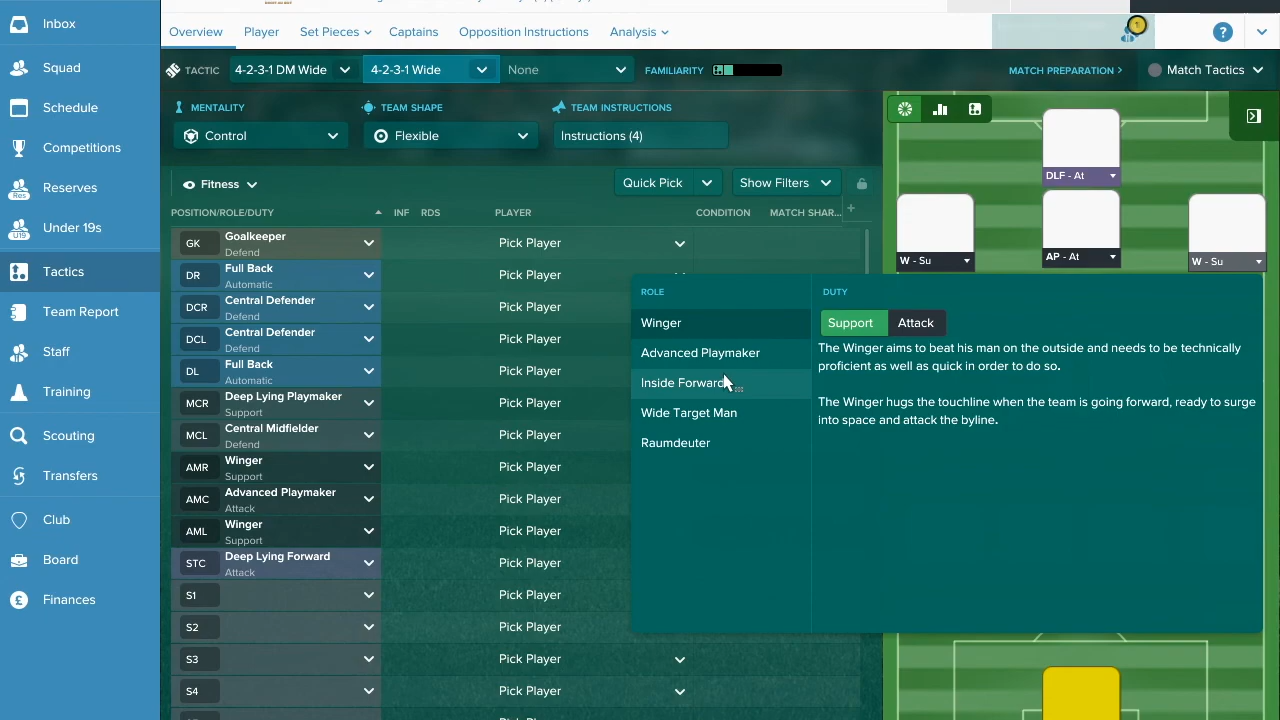 Inbox
Squad
Schedule
Competitions
Reserves
Under 19s
Tactics
Team Report
Staff
Training
Scouting
Transfers
Club
Board
Finances
Overview Player Set Pieces Captains Opposition Instructions Analysis
TACTIC 4-2-3-1 DM Wide 4-2-3-1 Wide None FAMILIARITY MATCH PREPARATION > Match Tactics
MENTALITY TEAM SHAPE TEAM INSTRUCTIONS
Control Flexible Instructions (4)
Fitness Quick Pick Show Filters
POSITION/ROLE/DUTY INF RDS PLAYER CONDITION MATCH SHAR...
GK Goalkeeper Pick Player
Defend
DR Full Back Pick Player
Automatic
DCR Central Defender Pick Player
Defend
DCL Central Defender Pick Player
Defend
DL Full Back Pick Player
Automatic
MCR Deep Lying Playmaker Pick Player
Support
MCL Central Midfielder Pick Player
Defend
AMR Winger Pick Player
Support
AMC Advanced Playmaker Pick Player
Attack
AML Winger Pick Player
Support
STC Deep Lying Forward Pick Player
Attack
S1 Pick Player
S2 Pick Player
S3 Pick Player
S4 Pick Player
DLF - At
W - Su AP - At W - Su
ROLE DUTY
Winger
Advanced Playmaker
Inside Forward
Wide Target Man
Raumdeuter
Support Attack
The Winger aims to beat his man on the outside and needs to be technically
proficient as well as quick in order to do so.
The Winger hugs the touchline when the team is going forward, ready to surge
into space and attack the byline.